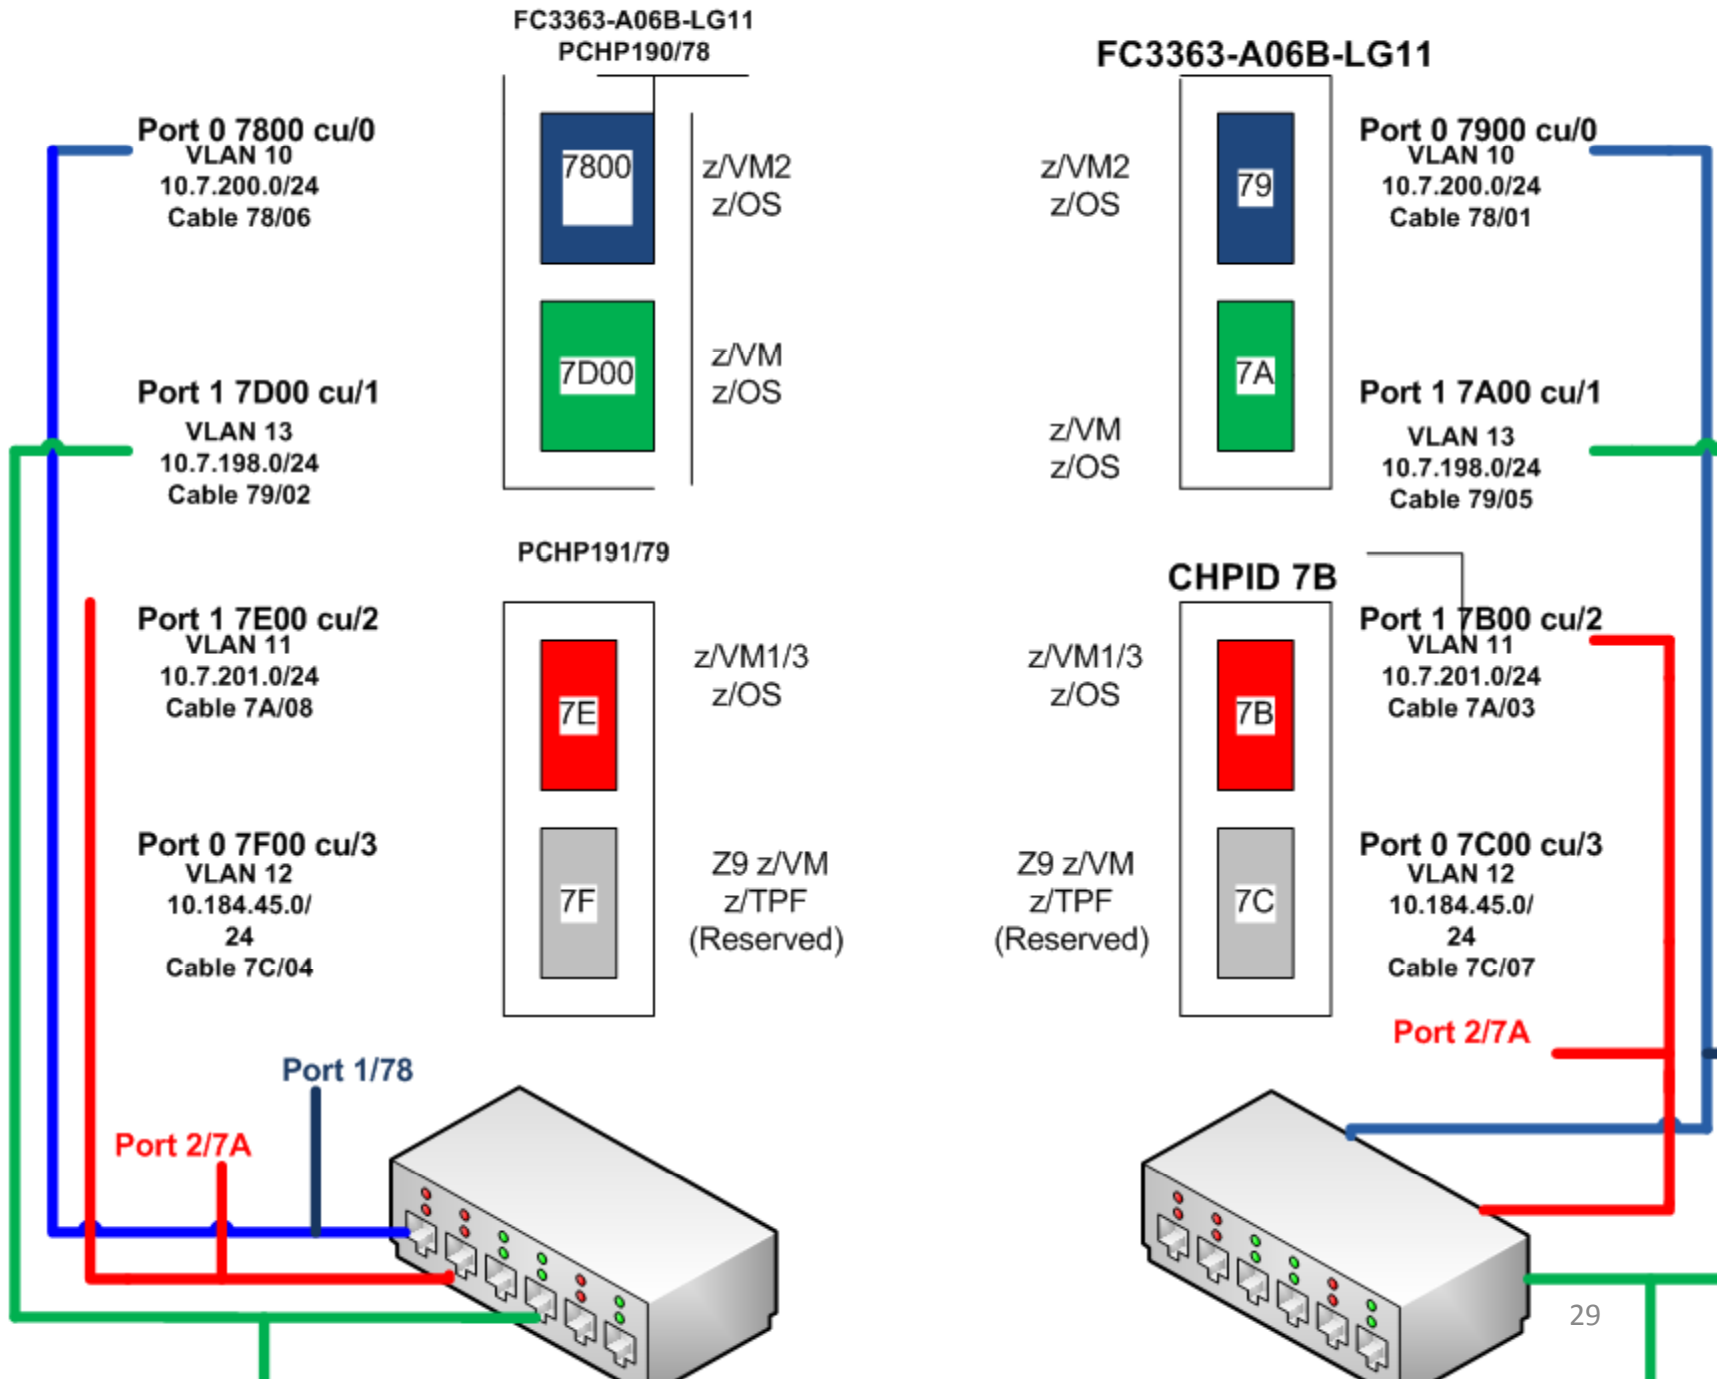 FC3363-A06B-LG11
PCHP190/78
Port 0 7800 cu/0
VLAN 10
10.7.200.0/24
Cable 78/06
7800
z/VM2
z/OS
Port 1 7D00 cu/1
VLAN 13
10.7.198.0/24
Cable 79/02
7D00
z/VM
z/OS
PCHP191/79
Port 1 7E00 cu/2
VLAN 11
10.7.201.0/24
Cable 7A/08
7E
z/VM1/3
z/OS
Port 0 7F00 cu/3
VLAN 12
10.184.45.0/
24
Cable 7C/04
7F
Z9 z/VM
z/TPF
(Reserved)
Port 1/78
Port 2/7A
FC3363-A06B-LG11
z/VM2
z/OS
79
Port 0 7900 cu/0
VLAN 10
10.7.200.0/24
Cable 78/01
z/VM
z/OS
7A
Port 1 7A00 cu/1
VLAN 13
10.7.198.0/24
Cable 79/05
CHPID 7B
z/VM1/3
z/OS
7B
Port 1 7B00 cu/2
VLAN 11
10.7.201.0/24
Cable 7A/03
Z9 z/VM
z/TPF
(Reserved)
7C
Port 0 7C00 cu/3
VLAN 12
10.184.45.0/
24
Cable 7C/07
Port 2/7A
29